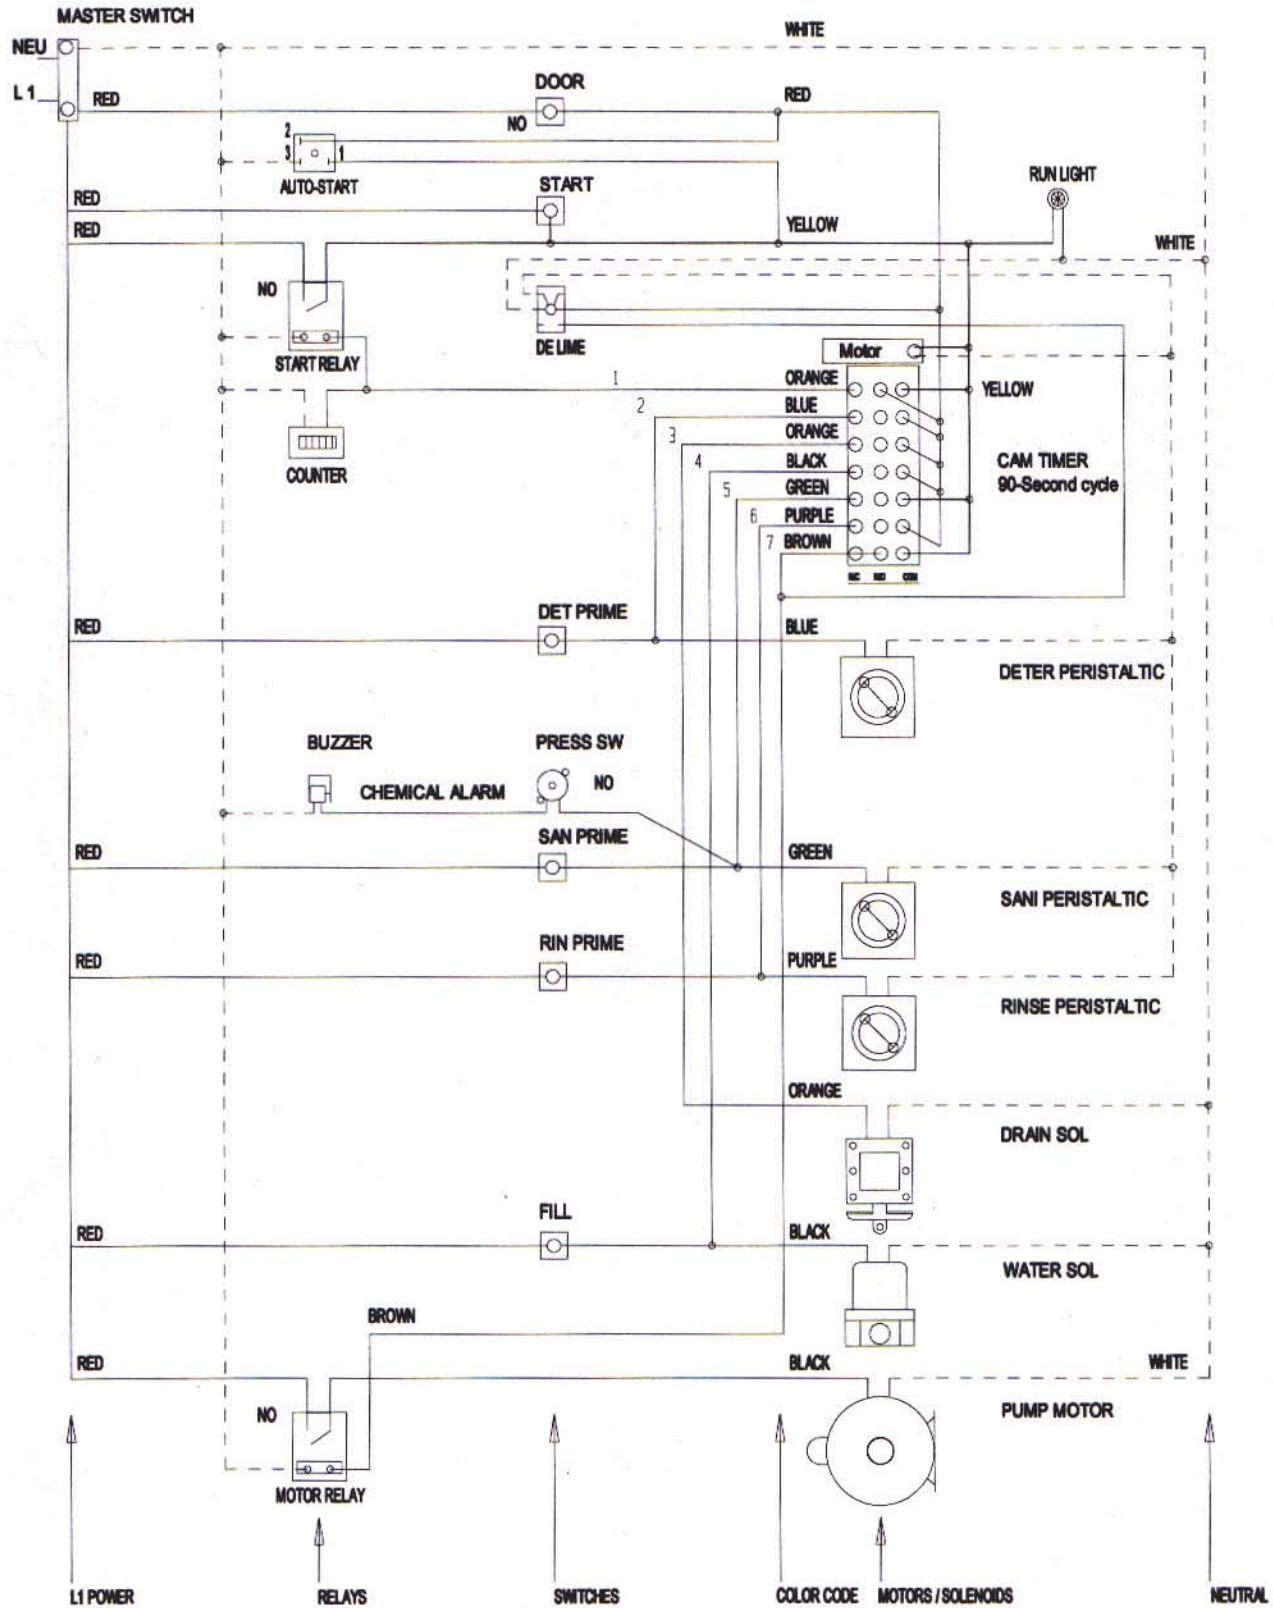 MASTER SWITCH
WHITE
NEU
L 1
RED
DOOR
RED
NO
2
3
1
AUTO-START
START
RUN LIGHT
RED
RED
YELLOW
WHITE
NO
START RELAY
DE LIME
Motor
1
ORANGE
YELLOW
2
BLUE
3
ORANGE
CAM TIMER
4
BLACK
90-Second cycle
5
GREEN
COUNTER
6
PURPLE
7
BROWN
COM
DET PRIME
RED
BLUE
DETER PERISTALTIC
BUZZER
PRESS SW
CHEMICAL ALARM
NO
SAN PRIME
RED
GREEN
SANI PERISTALTIC
RIN PRIME
RED
PURPLE
RINSE PERISTALTIC
ORANGE
DRAIN SOL
FILL
RED
BLACK
WATER SOL
BROWN
RED
BLACK
WHITE
NO
PUMP MOTOR
MOTOR RELAY
L1 POWER
RELAYS
SWITCHES
COLOR CODE
MOTORS / SOLENOIDS
NEUTRAL